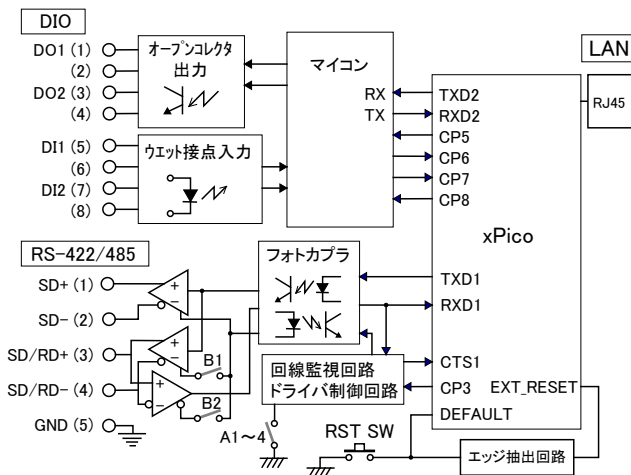 DIO
DO1 (1)
(2)
DO2 (3)
(4)
オープンコレクタ
出力
DI1 (5)
(6)
DI2 (7)
(8)
ウエット接点入力
マイコン
RX
TX
LAN
RJ45
TXD2
RXD2
CP5
CP6
CP7
CP8
xPico
TXD1
RXD1
CTS1
CP3
EXT_RESET
DEFAULT
RS-422/485
SD+ (1)
SD- (2)
SD/RD+ (3)
SD/RD- (4)
GND (5)
+
−
+
−
+
−
B1
B2
フォトカプラ
回線監視回路
ドライバ制御回路
A1～4
RST SW
エッジ抽出回路